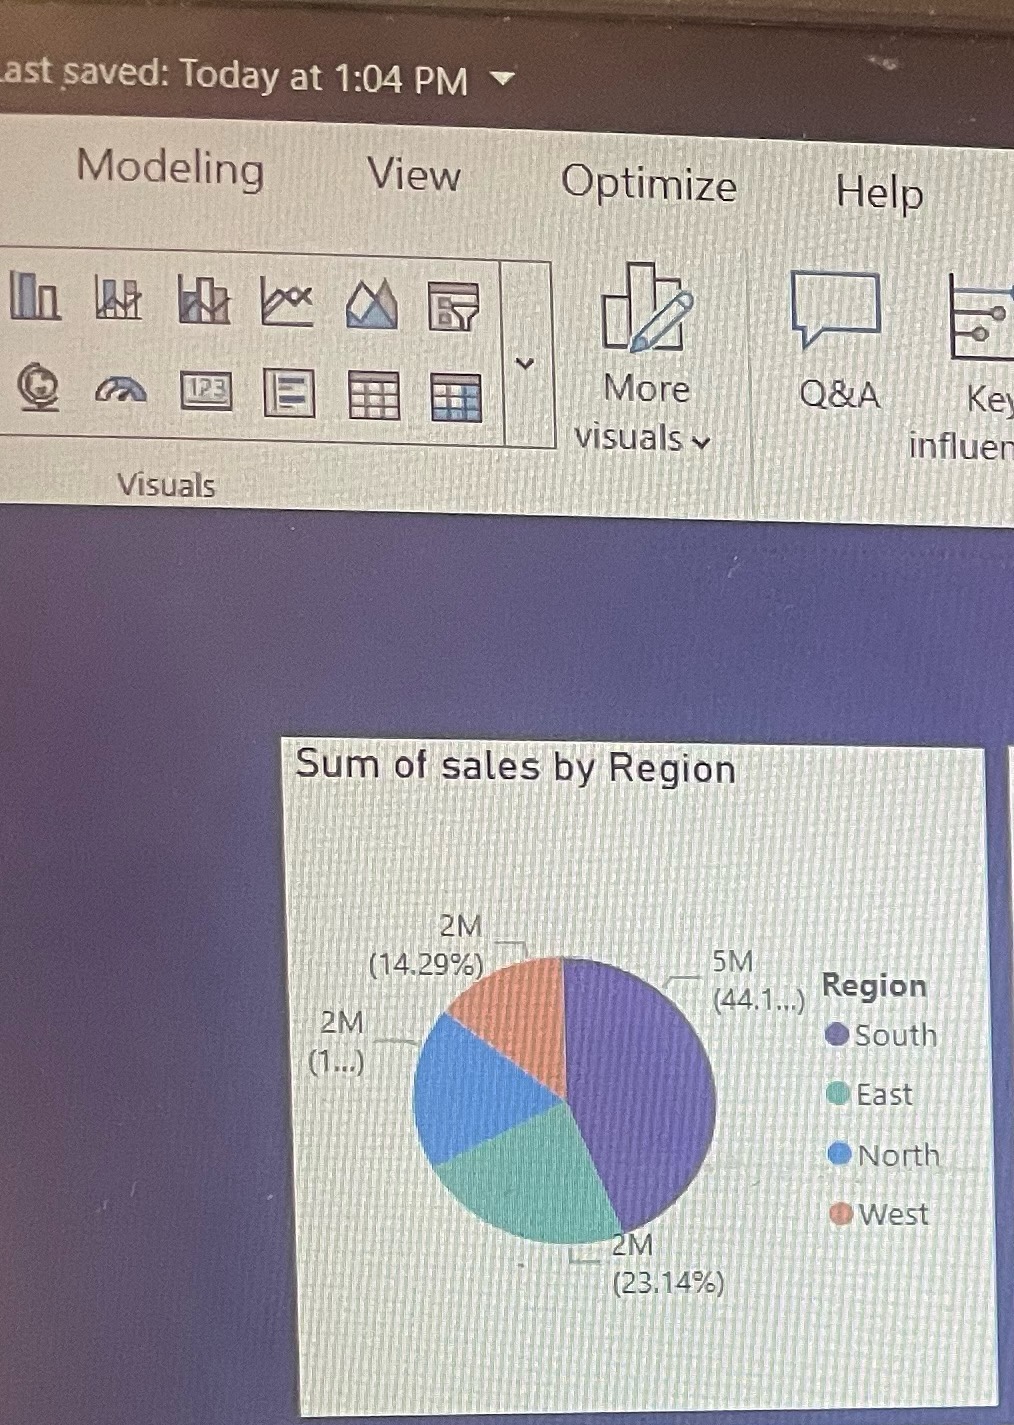 Last saved: Today at 1:04 PM
Modeling View Optimize Help
123
More
visuals
Q&A
Key
influen
Visuals
Sum of sales by Region
2M
(14.29%)
5M
(44.1...)
2M
(1...)
2M
(23.14%)
Region
South
East
North
West